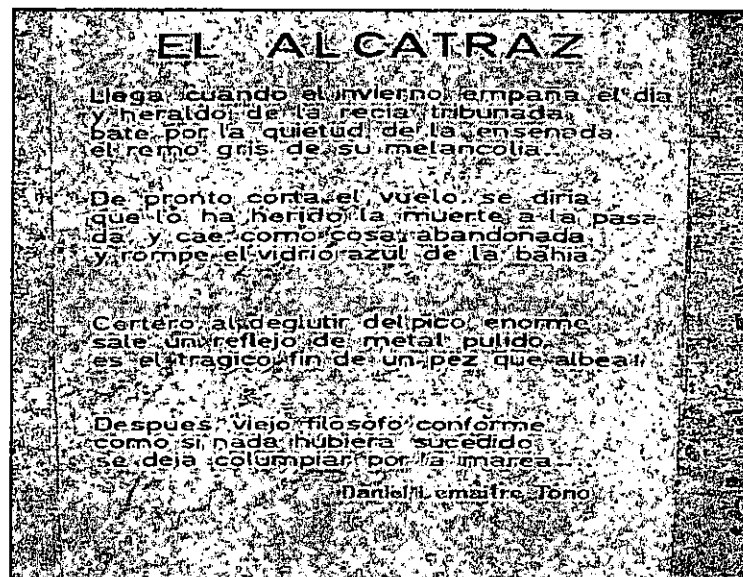 EL ALCATRAZ
Llega cuando el invierno empaña el dia
y heraldo de la recia tribunada
bate por la quietud de la ensenada
el remo gris de su melancolia.
De pronto corta el vuelo, se diria
que lo ha herido la muerte a la pasa-
da y cae como cosa abandonada
y rompe el vidrio azul de la bahia.
Certero al deglutir del pico enorme
sale un reflejo de metal pulido,
es el tragico fin de un pez que albea!
Despues, viejo filosofo conforme
como si nada hubiera sucedido
se deja columpiar por la marea....
Daniel Lemaitre Tono